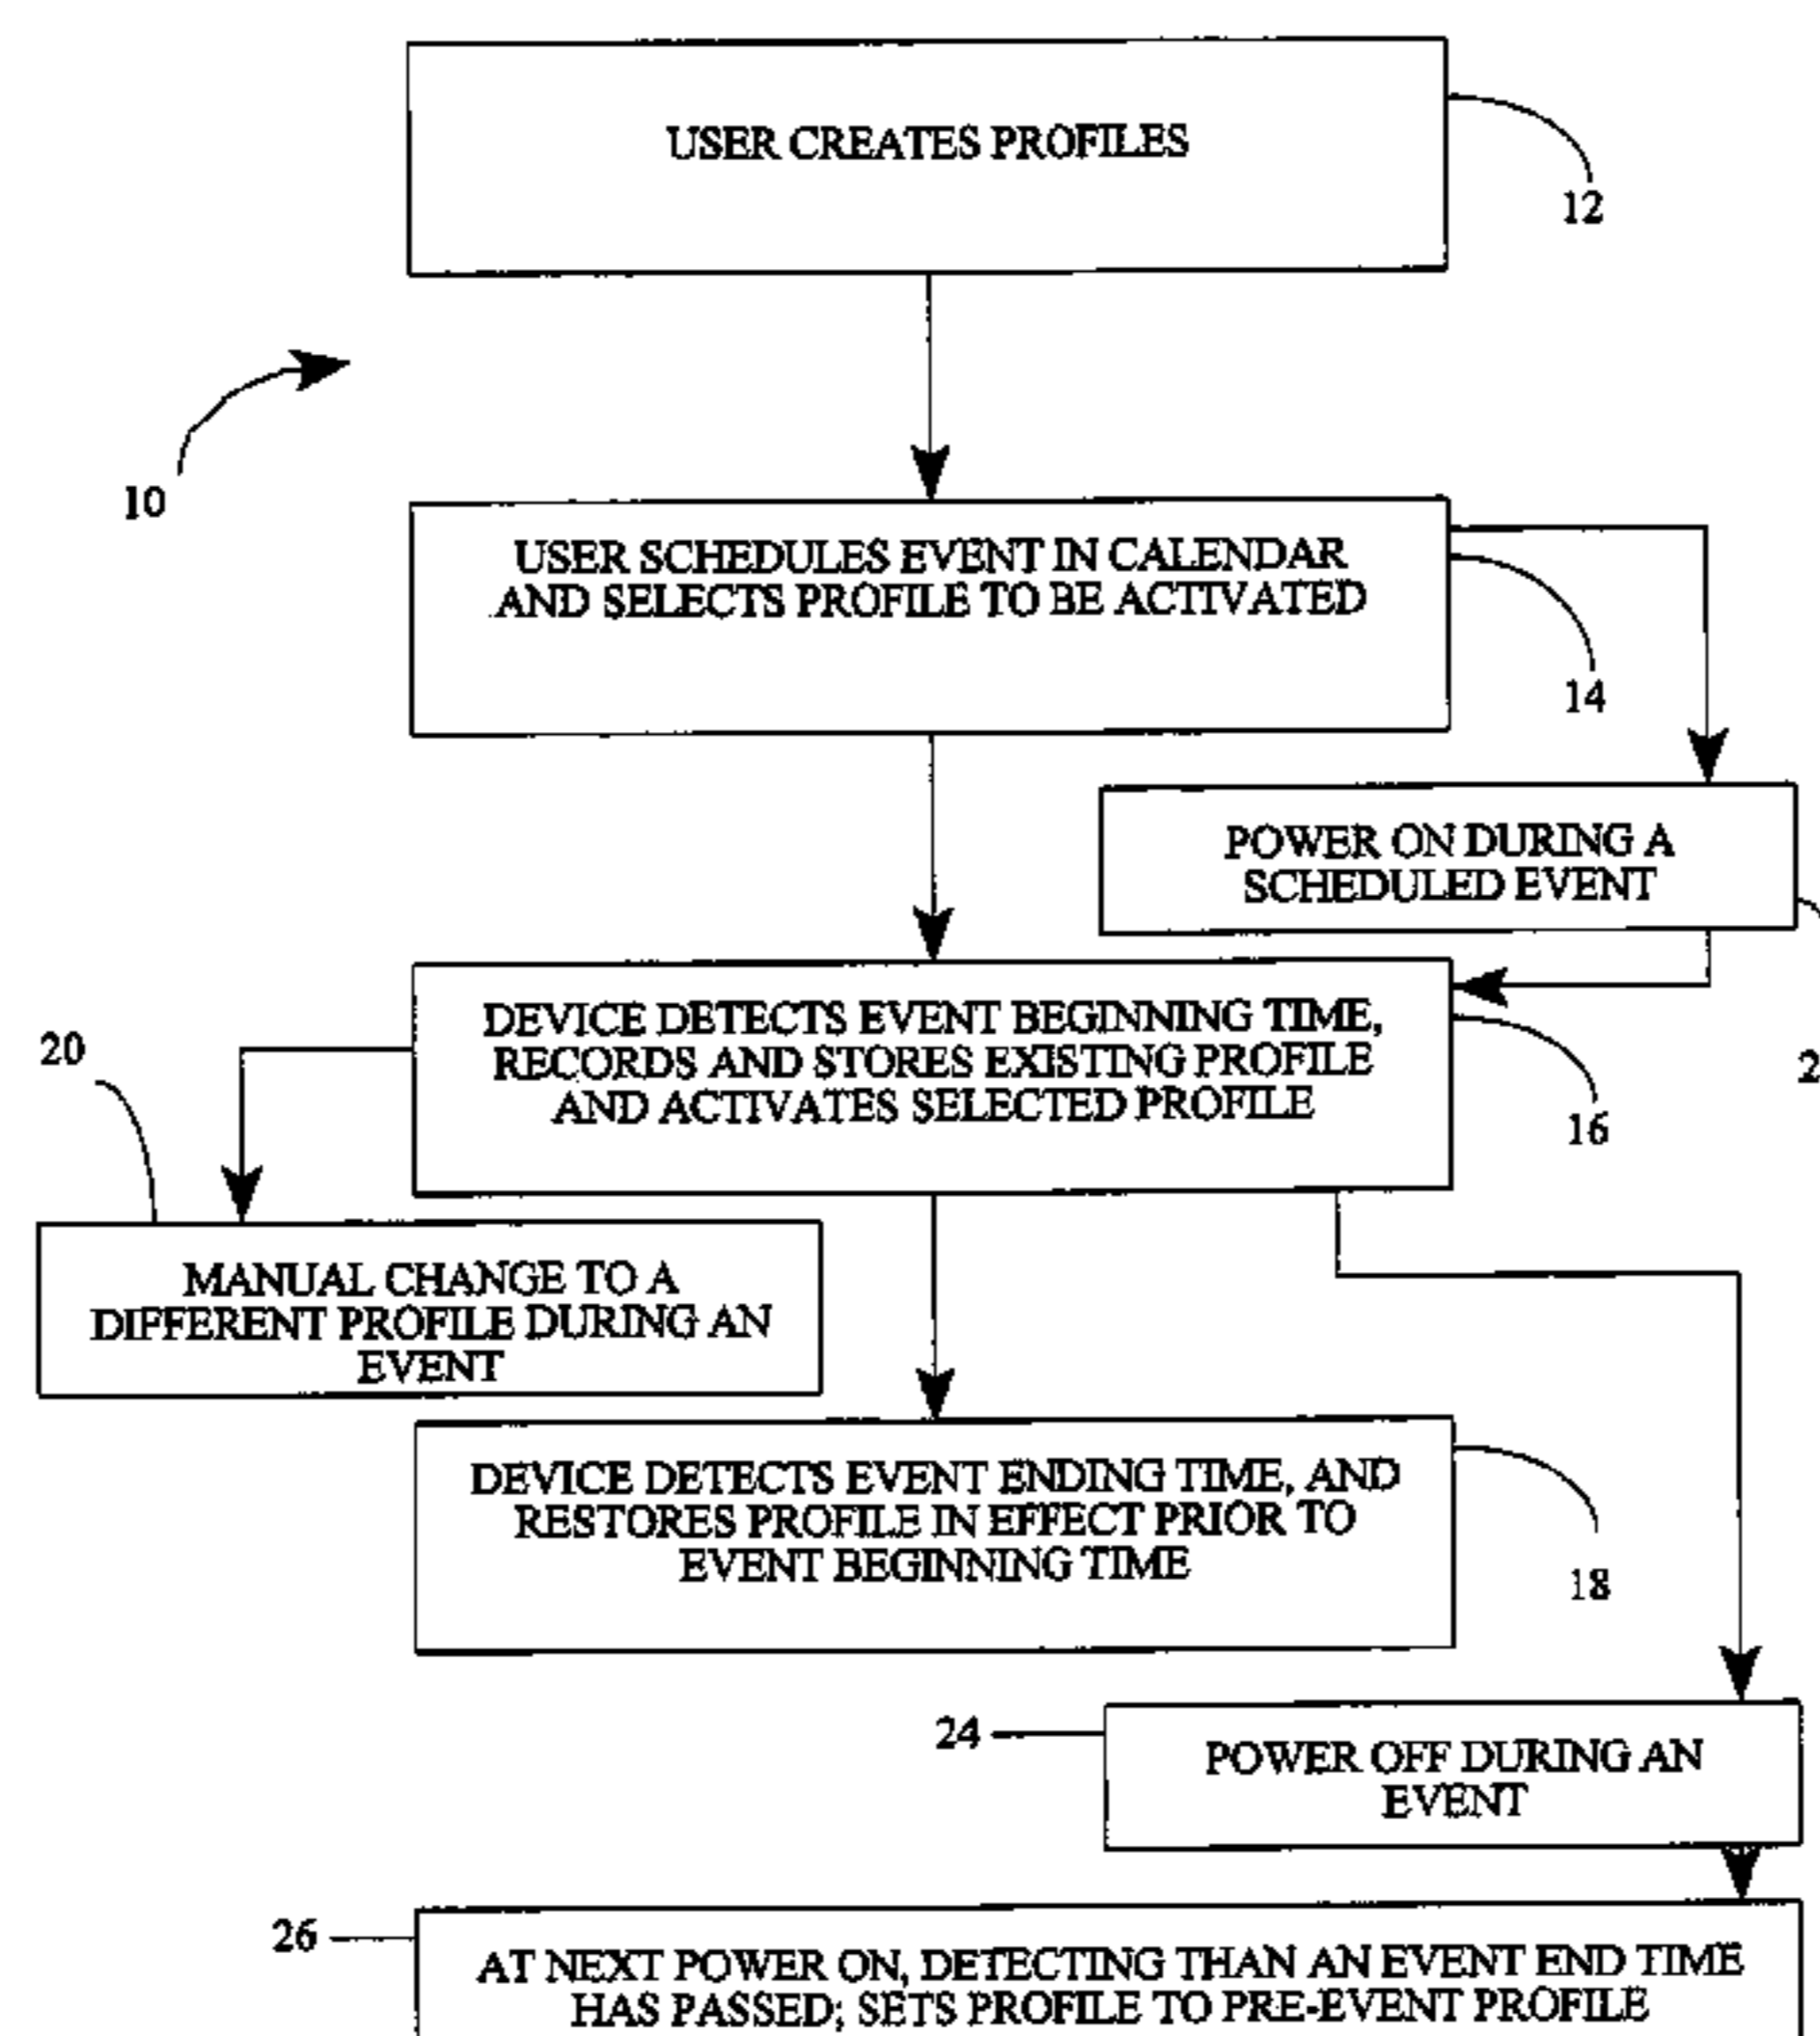 USER CREATES PROFILES
12
10
USER SCHEDULES EVENT IN CALENDAR
AND SELECTS PROFILE TO BE ACTIVATED
14
POWER ON DURING A
SCHEDULED EVENT
DEVICE DETECTS EVENT BEGINNING TIME,
RECORDS AND STORES EXISTING PROFILE
AND ACTIVATES SELECTED PROFILE
20
16
MANUAL CHANGE TO A
DIFFERENT PROFILE DURING AN
EVENT
DEVICE DETECTS EVENT ENDING TIME, AND
RESTORES PROFILE IN EFFECT PRIOR TO
EVENT BEGINNING TIME
18
24
POWER OFF DURING AN
EVENT
26
AT NEXT POWER ON, DETECTING THAN AN EVENT END TIME
HAS PASSED; SETS PROFILE TO PRE-EVENT PROFILE